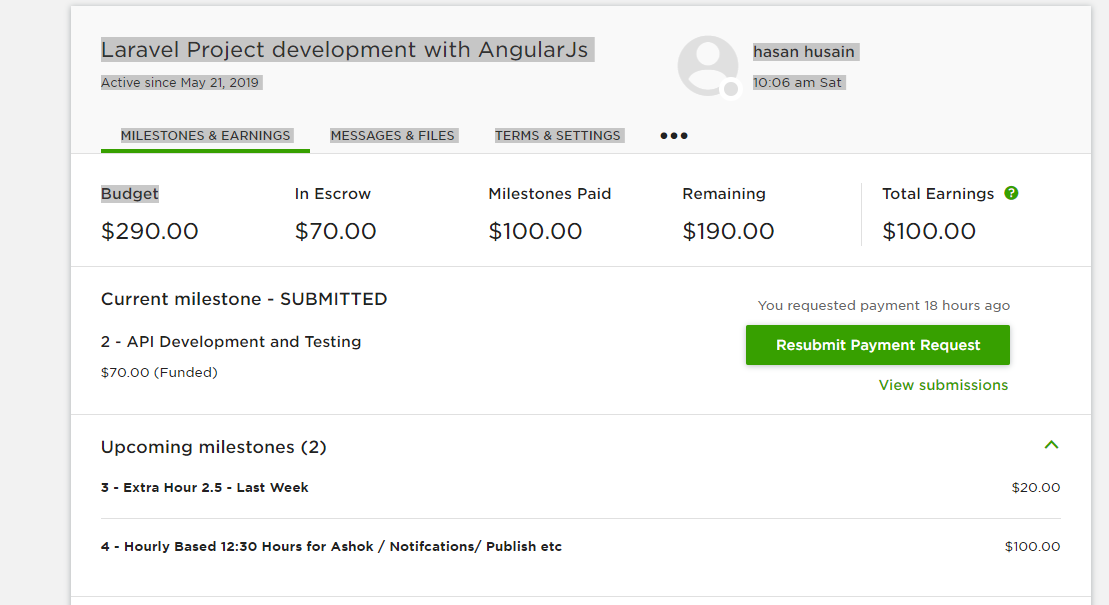 Laravel Project development with AngularJs
Active since May 21, 2019
hasan husain
10:06 am Sat
MILESTONES & EARNINGS MESSAGES & FILES TERMS & SETTINGS
Budget In Escrow Milestones Paid Remaining Total Earnings ?
$290.00 $70.00 $100.00 $190.00 $100.00
Current milestone - SUBMITTED
You requested payment 18 hours ago
2 - API Development and Testing
Resubmit Payment Request
$70.00 (Funded)
View submissions
Upcoming milestones (2)
3 - Extra Hour 2.5 - Last Week $20.00
4 - Hourly Based 12:30 Hours for Ashok / Notifcations/ Publish etc $100.00